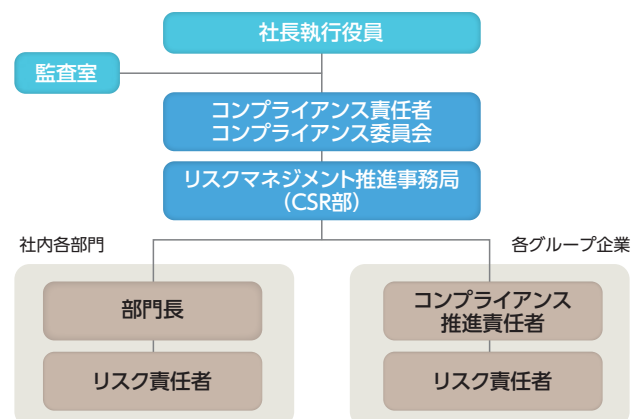 社長執行役員
監査室
コンプライアンス責任者
コンプライアンス委員会
リスクマネジメント推進事務局
（CSR部）
社内各部門
各グループ企業
部門長
コンプライアンス
推進責任者
リスク責任者
リスク責任者